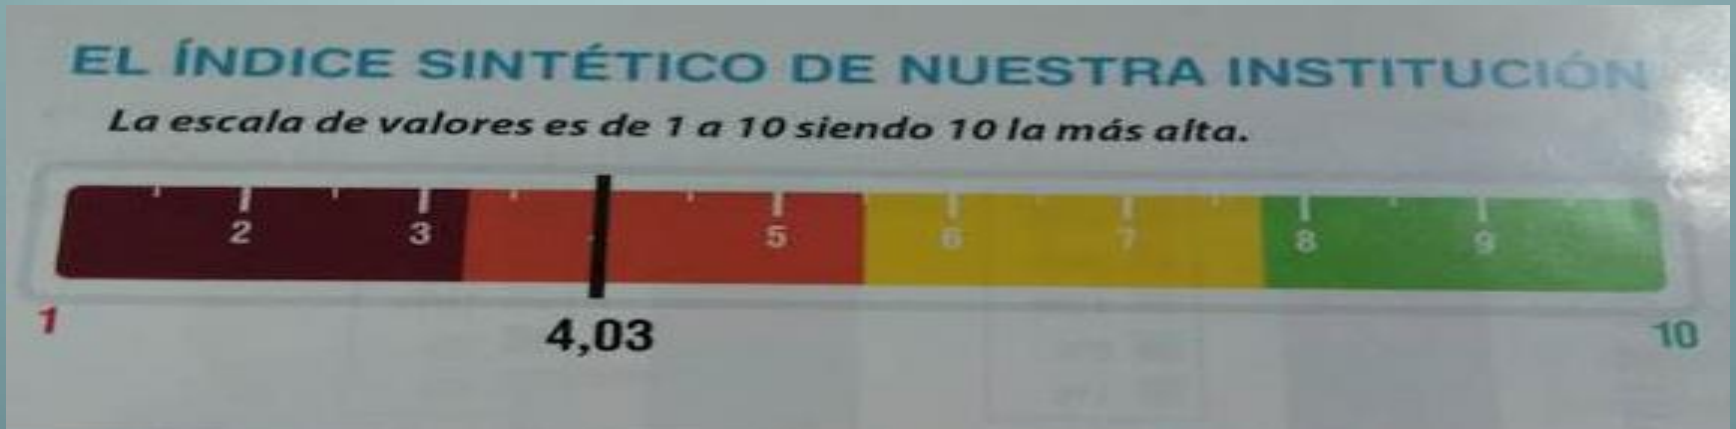 EL ÍNDICE SINTÉTICO DE NUESTRA INSTITUCIÓN
La escala de valores es de 1 a 10 siendo 10 la más alta.
2 3 5 6 7 8 9
1 4,03 10